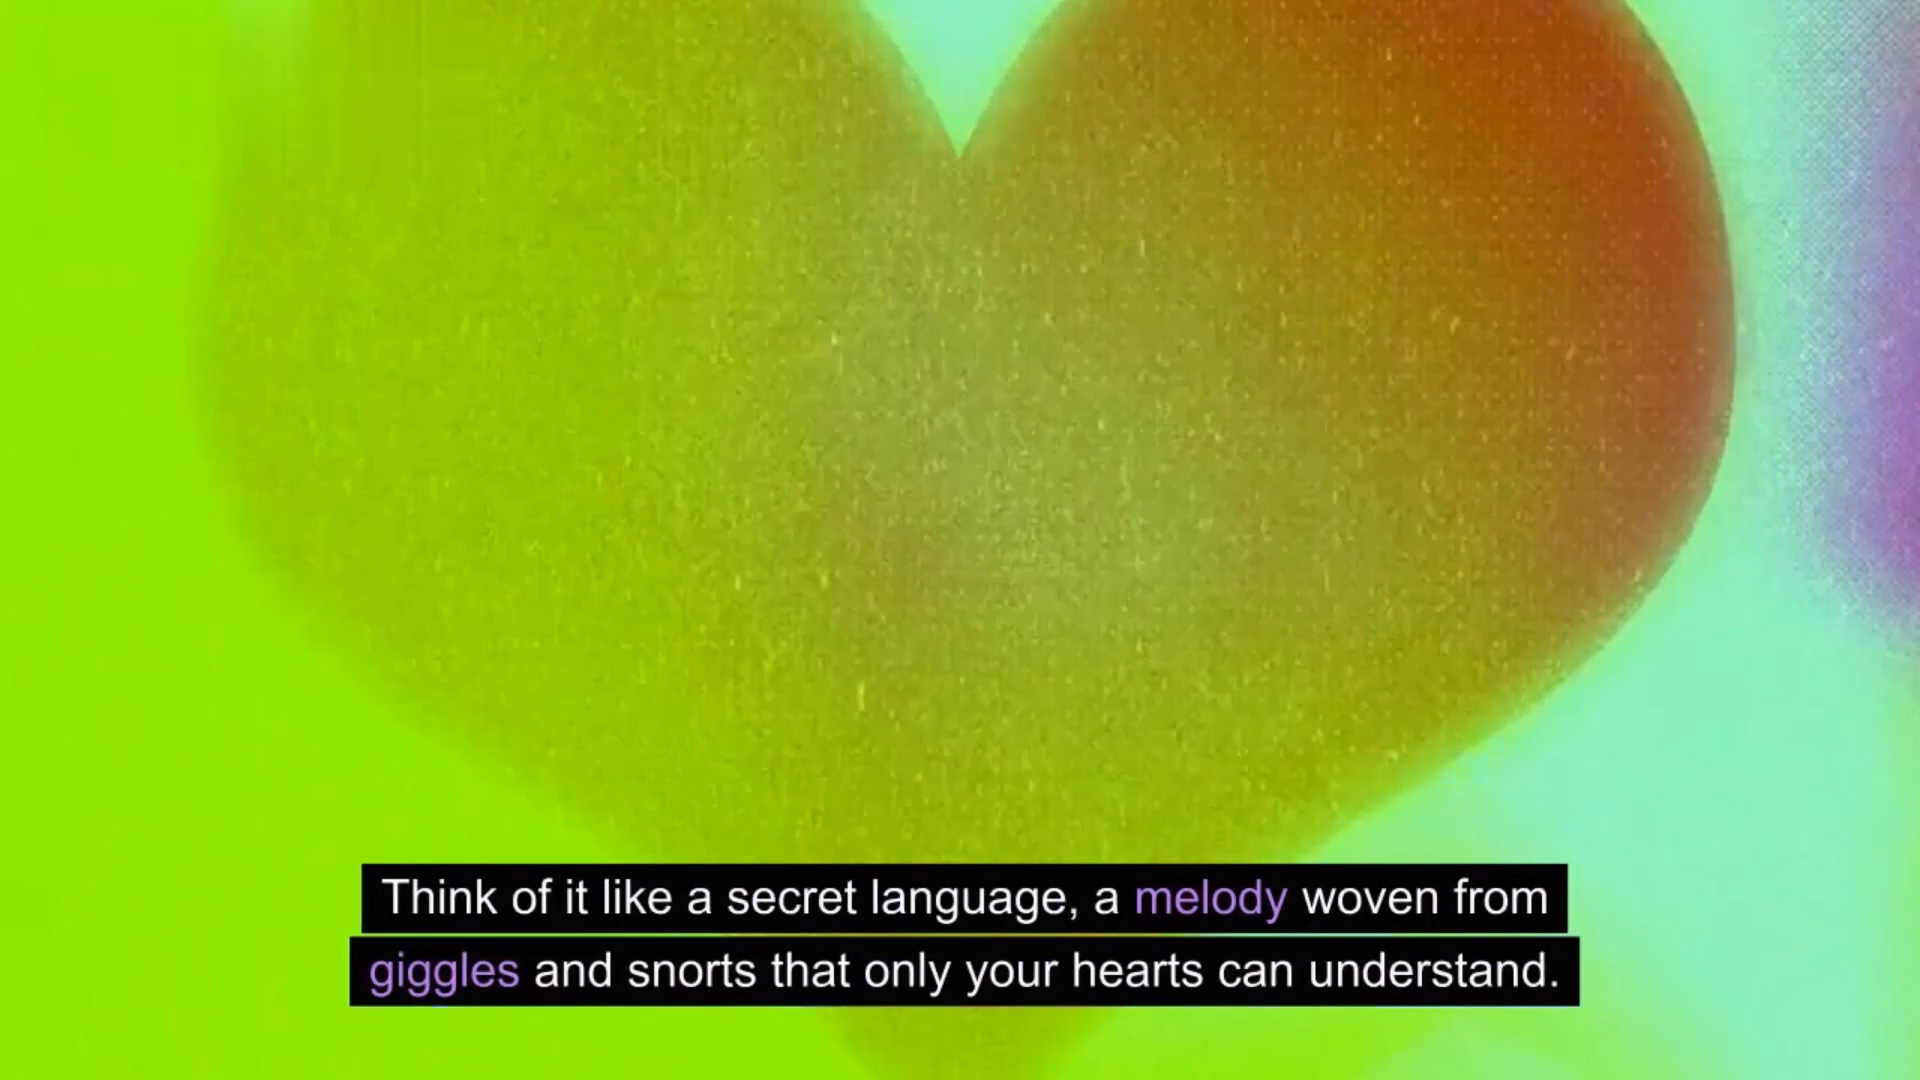 Think of it like a secret language, a melody woven from
giggles and snorts that only your hearts can understand.